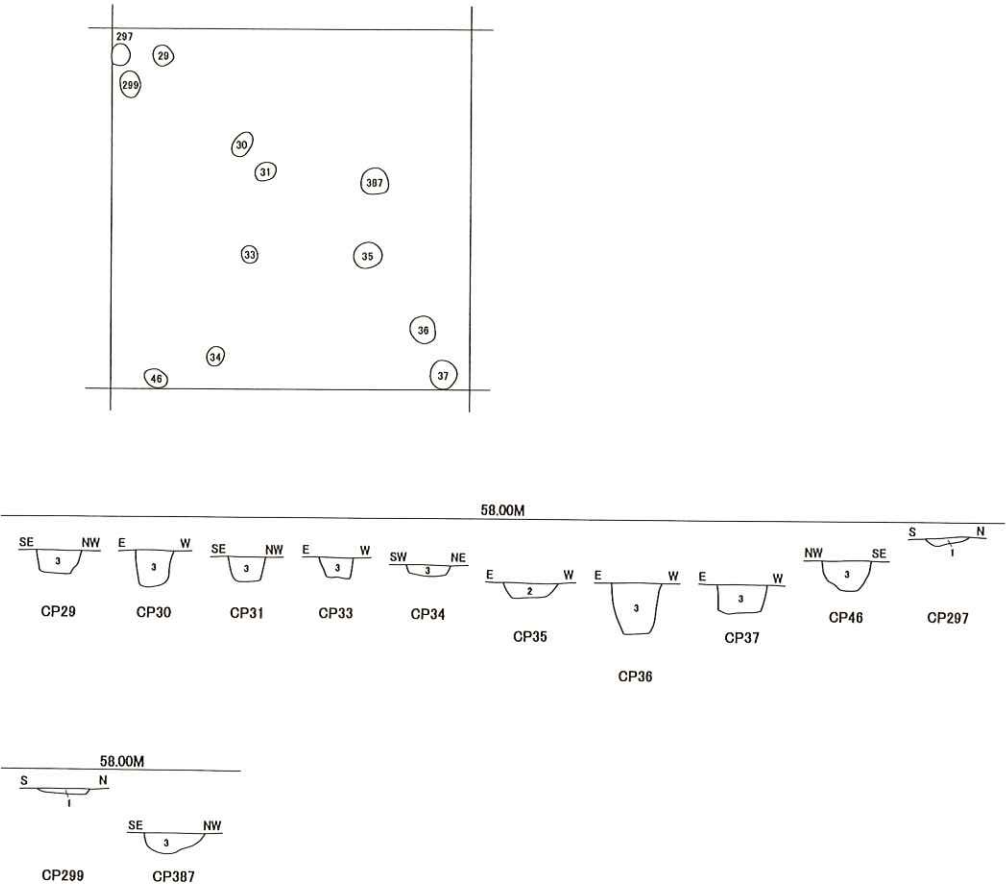 297
29
299
30
31
387
33
35
36
34
46
37
58.00M
SE NW
3
CP29
E W
3
CP30
SE NW
3
CP31
E W
3
CP33
SW NE
3
CP34
E W
2
CP35
E W
3
CP36
E W
3
CP37
NW SE
3
CP46
S N
1
CP297
58.00M
S N
1
CP299
SE NW
3
CP387